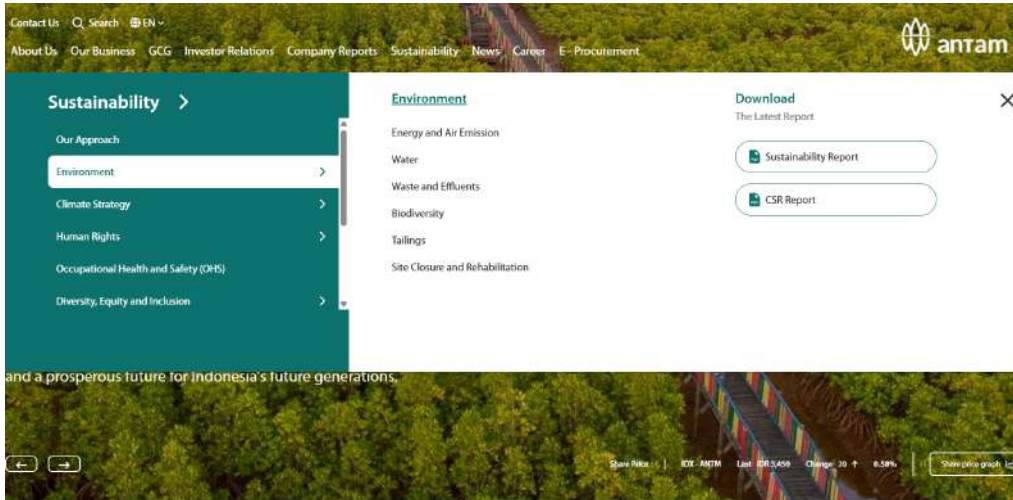 Contact Us Search EN
About Us Our Business GCG Investor Relations Company Reports Sustainability News Career E - Procurement
antam
Sustainability
Our Approach
Environment
Climate Strategy
Human Rights
Occupational Health and Safety (OHS)
Diversity, Equity and Inclusion
Environment
Energy and Air Emission
Water
Waste and Effluents
Biodiversity
Tailings
Site Closure and Rehabilitation
Download
The Latest Report
Sustainability Report
CSR Report
and a prosperous future for Indonesia's future generations.
Share Price | IDX - ANTM Last IDR 3,450 Change 20 ↑ 0.58% Share price graph